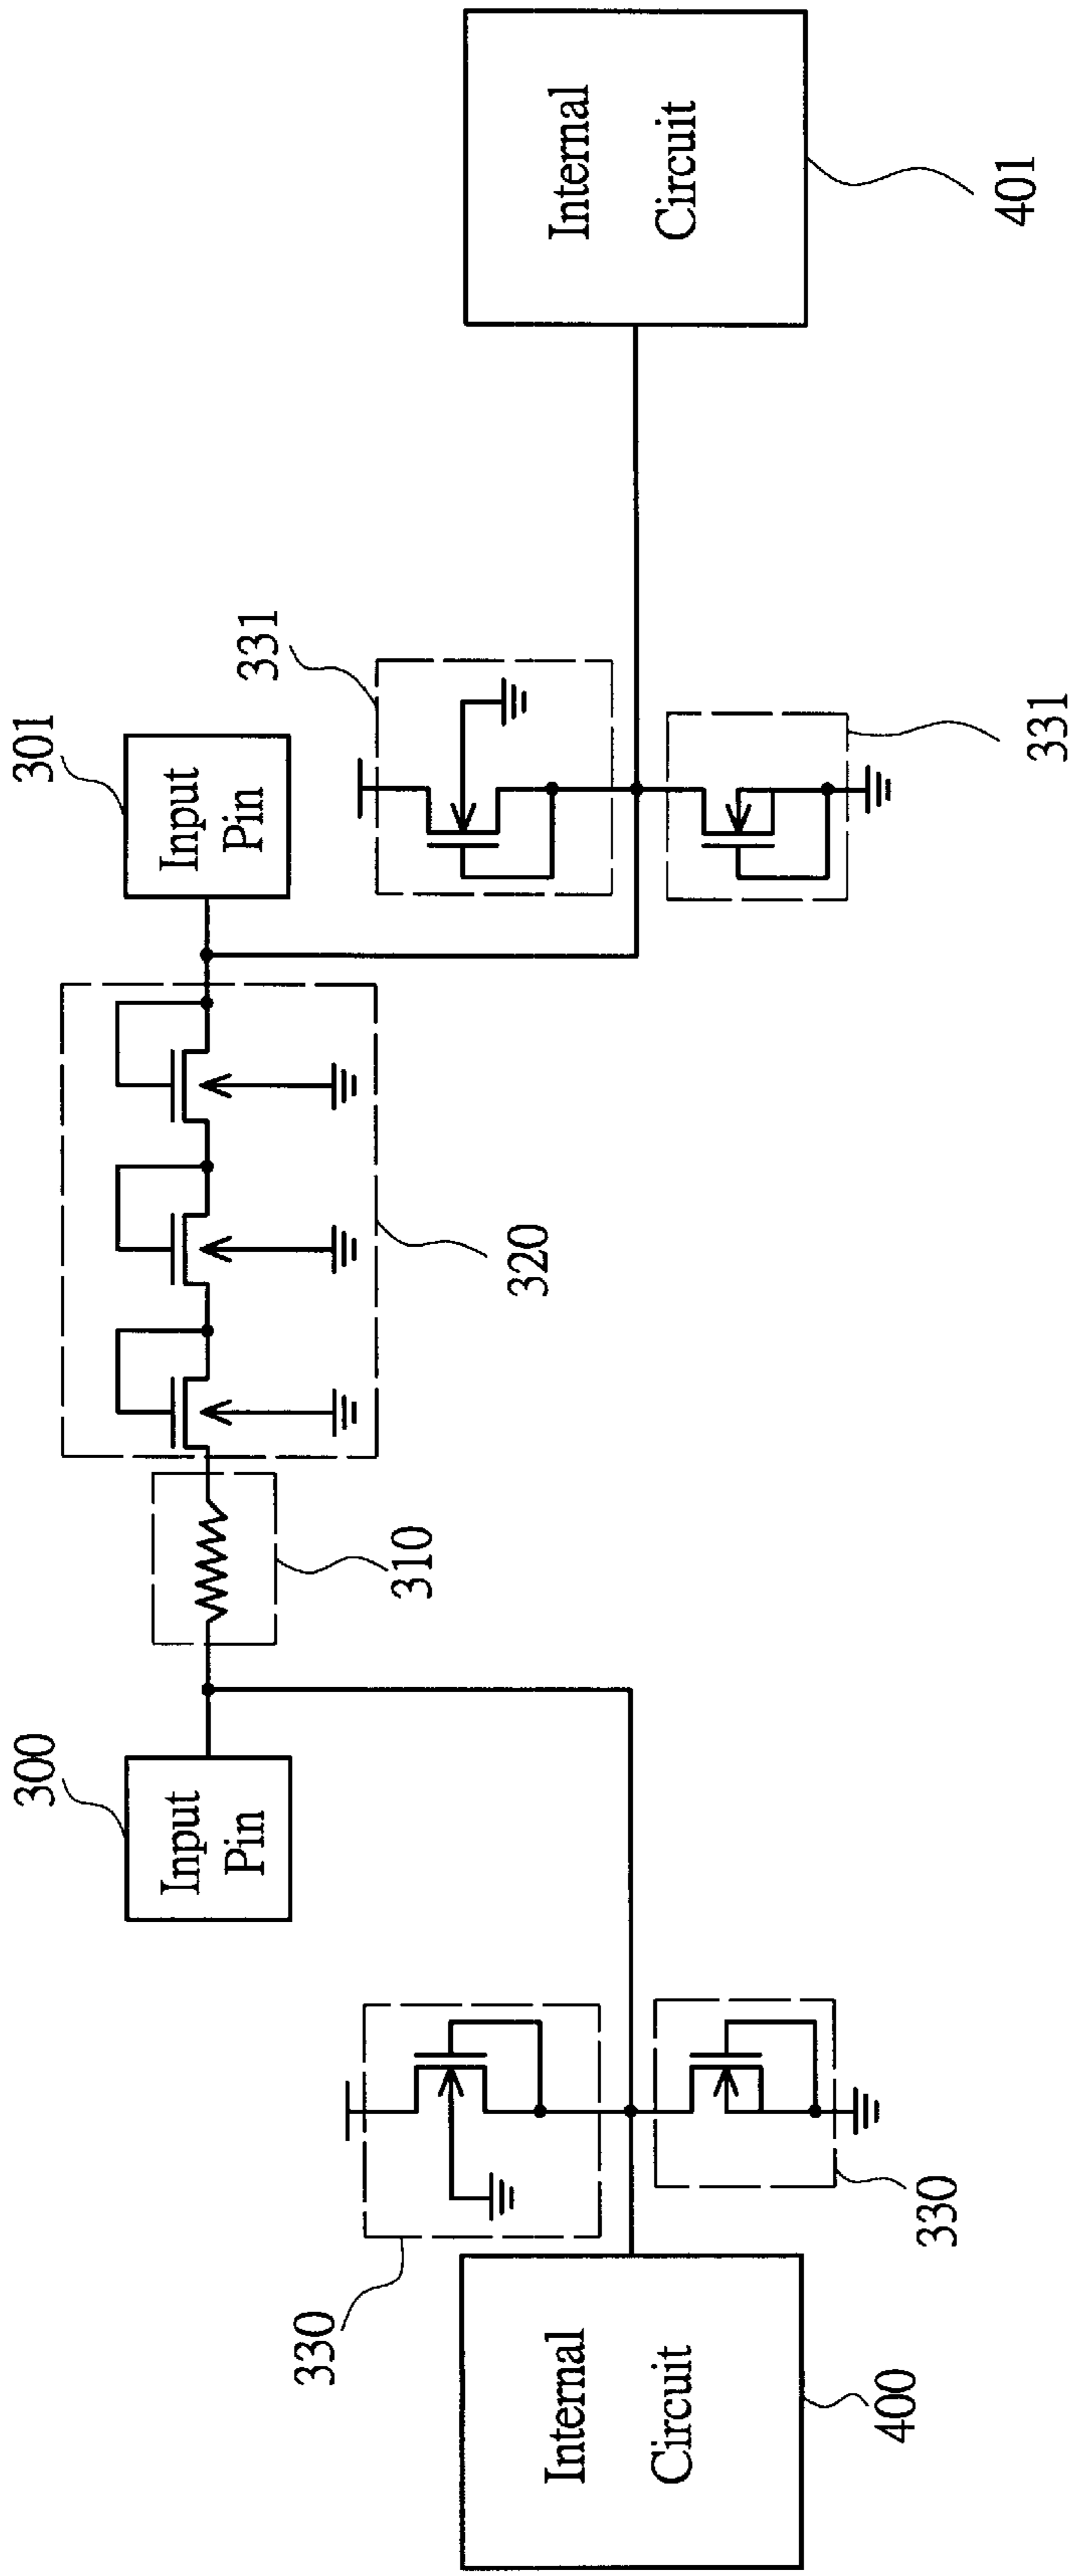 300
Input
Pin
310
320
301
Input
Pin
331
331
330
330
Internal
Circuit
400
Internal
Circuit
401